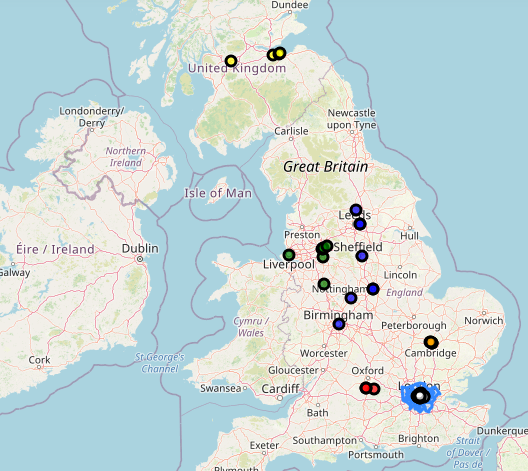 Dundee
United Kingdom
Londonderry/
Derry
Newcastle
upon Tyne
Carlisle
Northern
Ireland
Great Britain
Isle of Man
Leeds
Preston
Hull
Éire / Ireland
Dublin
Sheffield
Galway
Liverpool
Lincoln
Nottingham
England
Birmingham
Peterborough
Norwich
Cymru /
Wales
Cork
St George's
Channel
Worcester
Cambridge
Gloucester
Oxford
Swansea
Cardiff
London
Bath
Dunkerque
Southampton
Brighton
Strait
of Dover /
Pas de
Exeter
Portsmouth
Plymouth